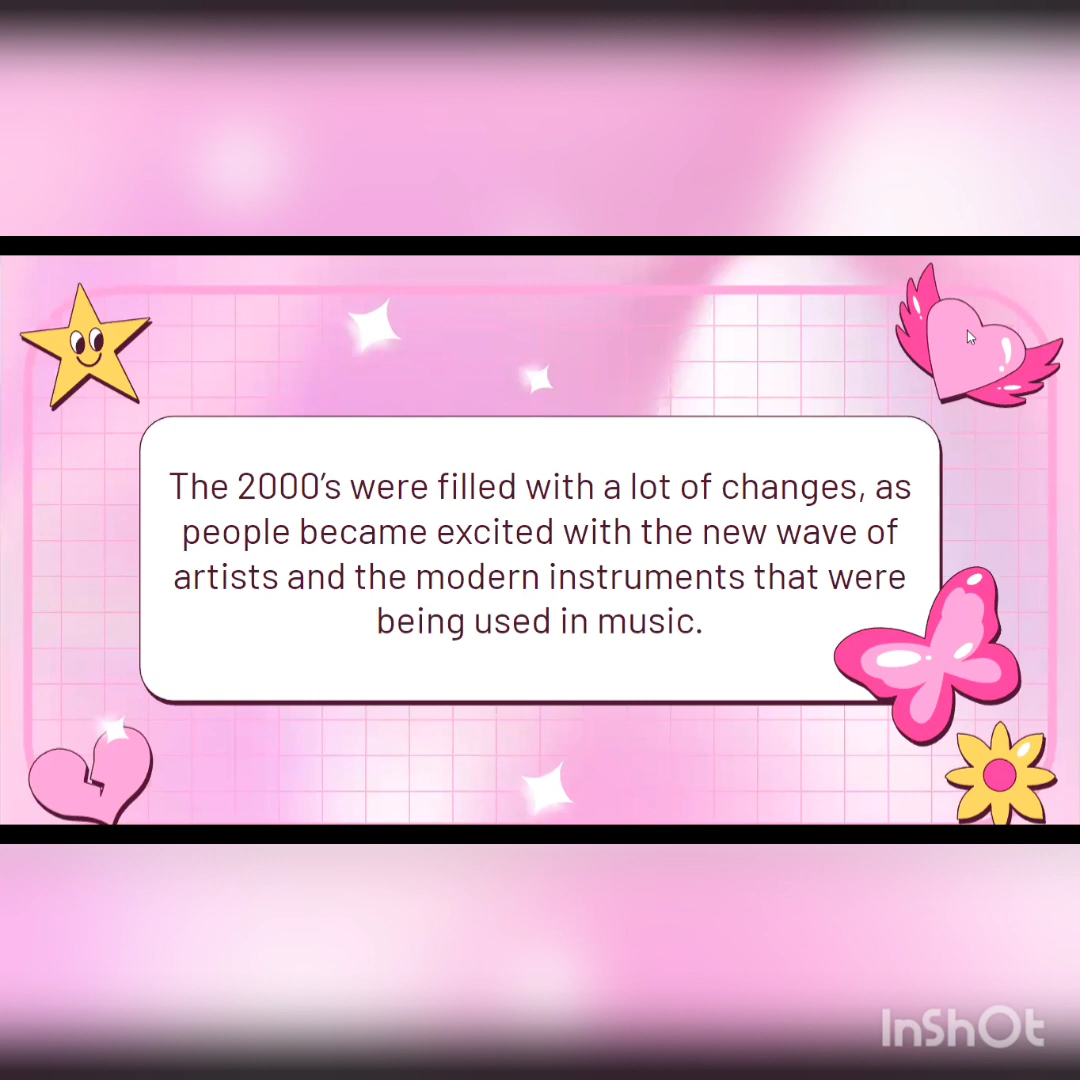 The 2000’s were filled with a lot of changes, as
people became excited with the new wave of
artists and the modern instruments that were
being used in music.
InShOt